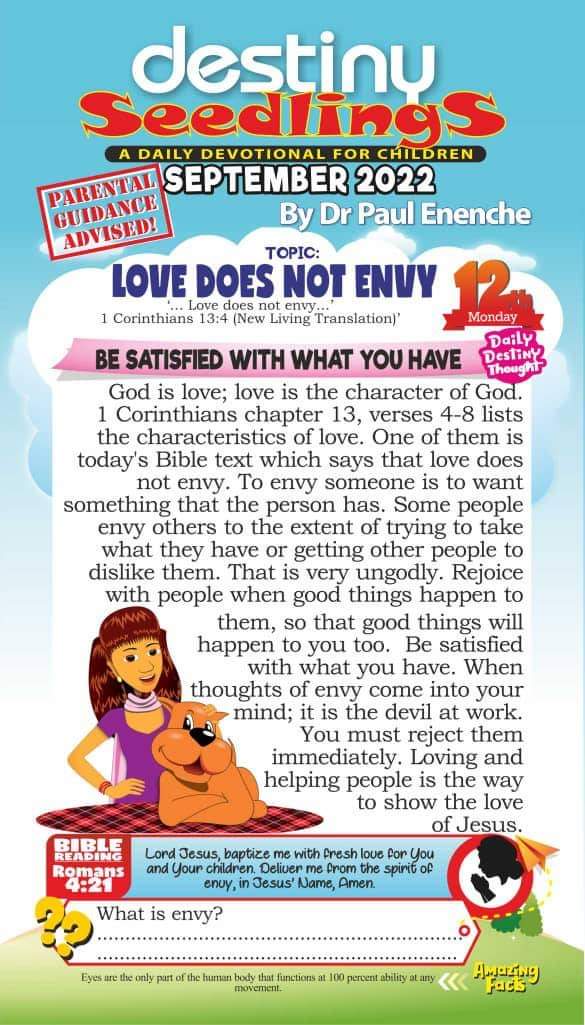 destiny
Seedlings
A DAILY DEVOTIONAL FOR CHILDREN
SEPTEMBER 2022
PARENTAL
GUIDANCE
ADVISED!
By Dr Paul Enenche
TOPIC:
LOVE DOES NOT ENVY
'... Love does not envy...'
1 Corinthians 13:4 (New Living Translation)'
12th
Monday
BE SATISFIED WITH WHAT YOU HAVE
Daily
Destiny
Thought
God is love; love is the character of God.
1 Corinthians chapter 13, verses 4-8 lists
the characteristics of love. One of them is
today's Bible text which says that love does
not envy. To envy someone is to want
something that the person has. Some people
envy others to the extent of trying to take
what they have or getting other people to
dislike them. That is very ungodly. Rejoice
with people when good things happen to
them, so that good things will
happen to you too.  Be satisfied
with what you have. When
thoughts of envy come into your
mind; it is the devil at work.
You must reject them
immediately. Loving and
helping people is the way
to show the love
of Jesus.
BIBLE
READING
Romans
4:21
Lord Jesus, baptize me with fresh love for You
and Your children. Deliver me from the spirit of
envy, in Jesus' Name, Amen.
??
What is envy?
Eyes are the only part of the human body that functions at 100 percent ability at any
movement.
Amazing
Facts